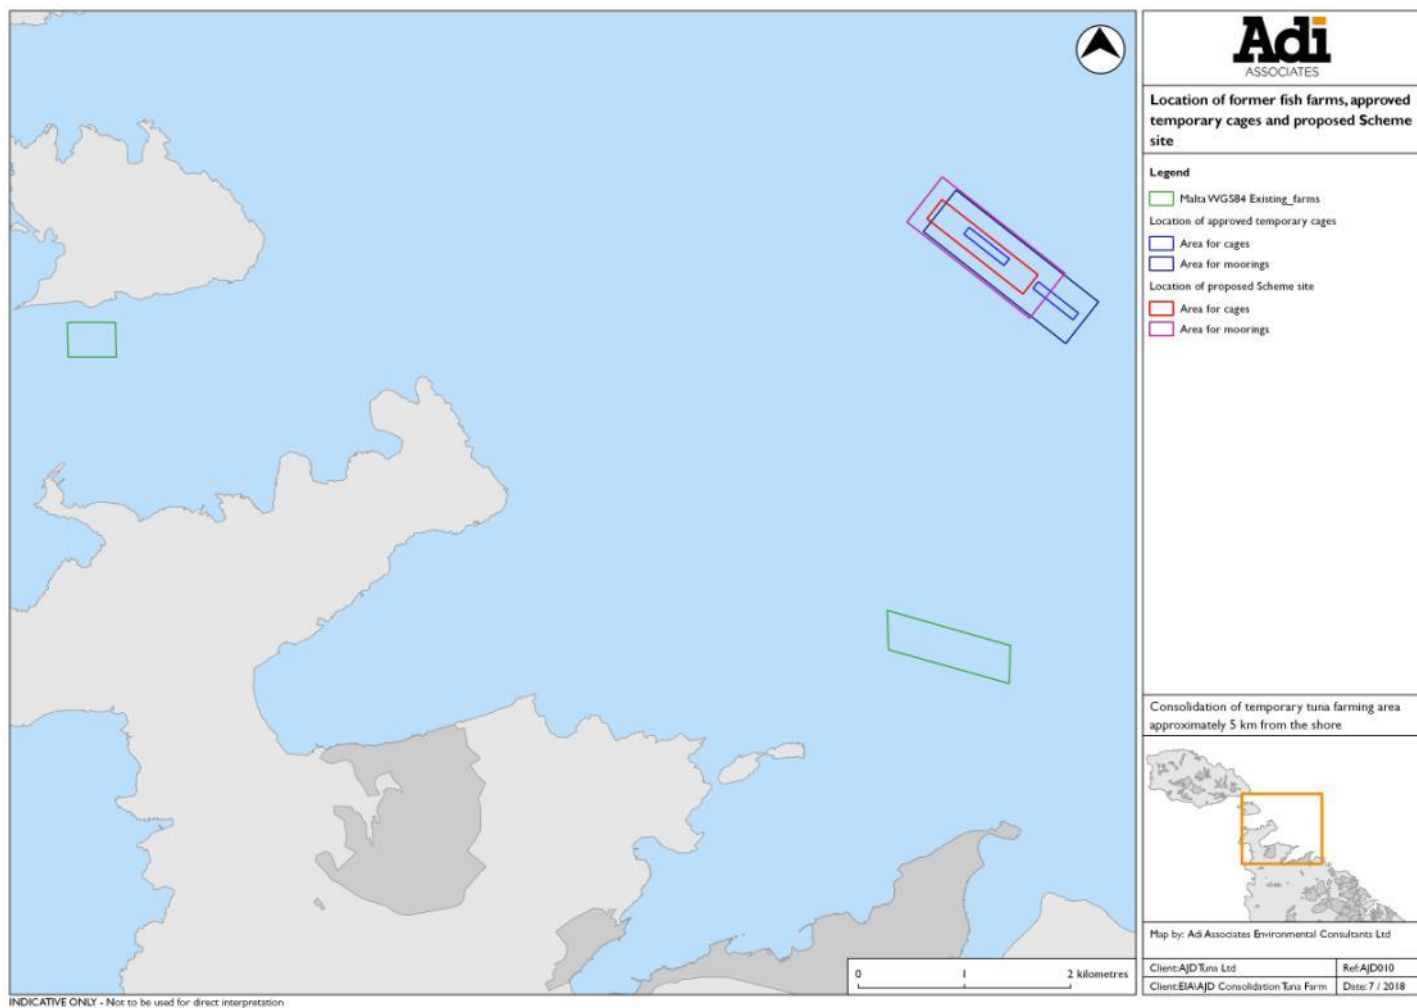 Adi
ASSOCIATES
Location of former fish farms, approved
temporary cages and proposed Scheme
site
Legend
Malta WGS84 Existing_farms
Location of approved temporary cages
Area for cages
Area for moorings
Location of proposed Scheme site
Area for cages
Area for moorings
Consolidation of temporary tuna farming area
approximately 5 km from the shore
Map by: Adi Associates Environmental Consultants Ltd
Client:AJD Tuna Ltd
Ref:AJD010
Client:EIA\AJD Consolidation Tuna Farm
Date: 7 / 2018
0 1 2 kilometres
INDICATIVE ONLY - Not to be used for direct interpretation